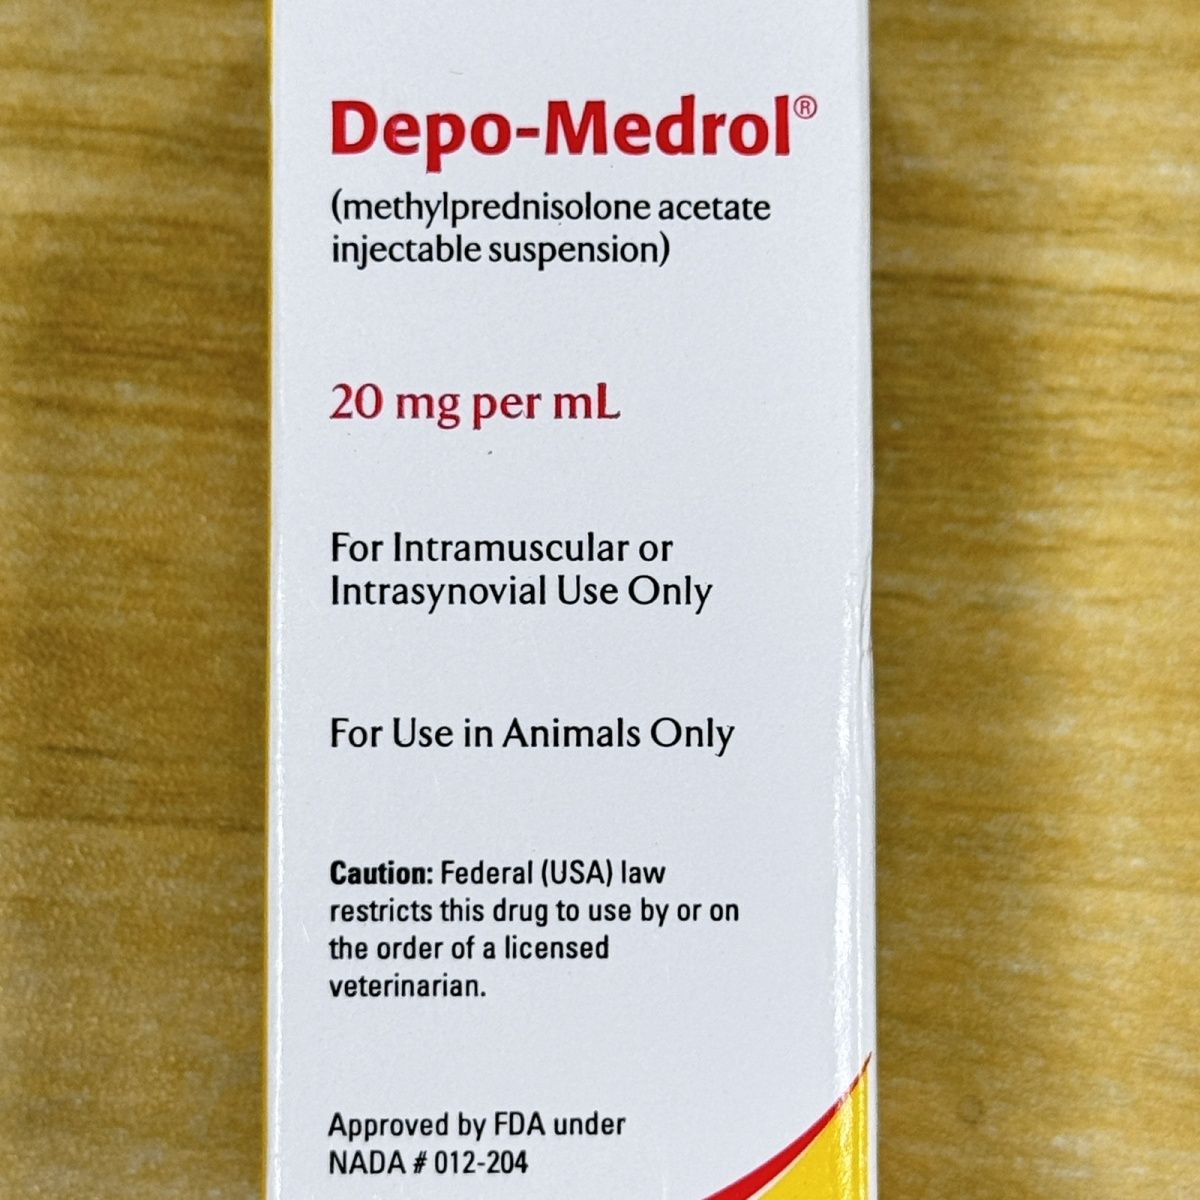 Depo-Medrol®
(methylprednisolone acetate
injectable suspension)
20 mg per mL
For Intramuscular or
Intrasynovial Use Only
For Use in Animals Only
Caution: Federal (USA) law
restricts this drug to use by or on
the order of a licensed
veterinarian.
Approved by FDA under
NADA # 012-204